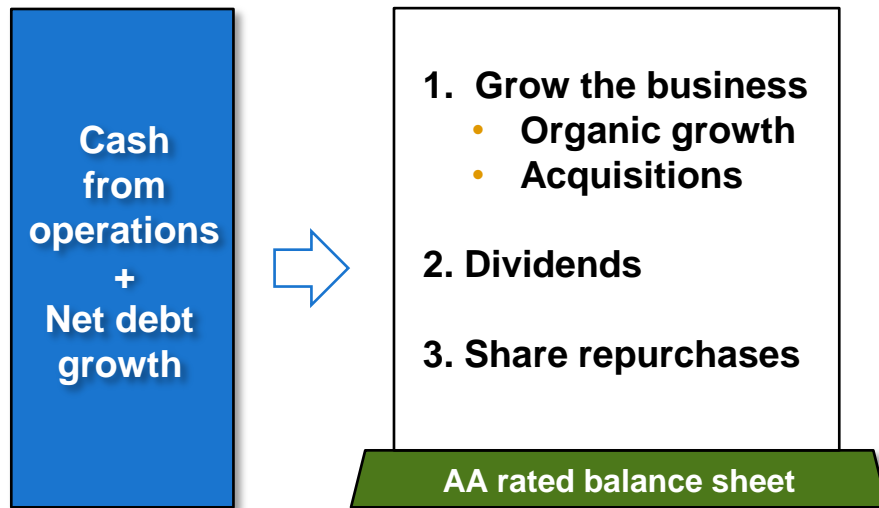 Cash
from
operations
+
Net debt
growth
1. Grow the business
• Organic growth
• Acquisitions
2. Dividends
3. Share repurchases
AA rated balance sheet